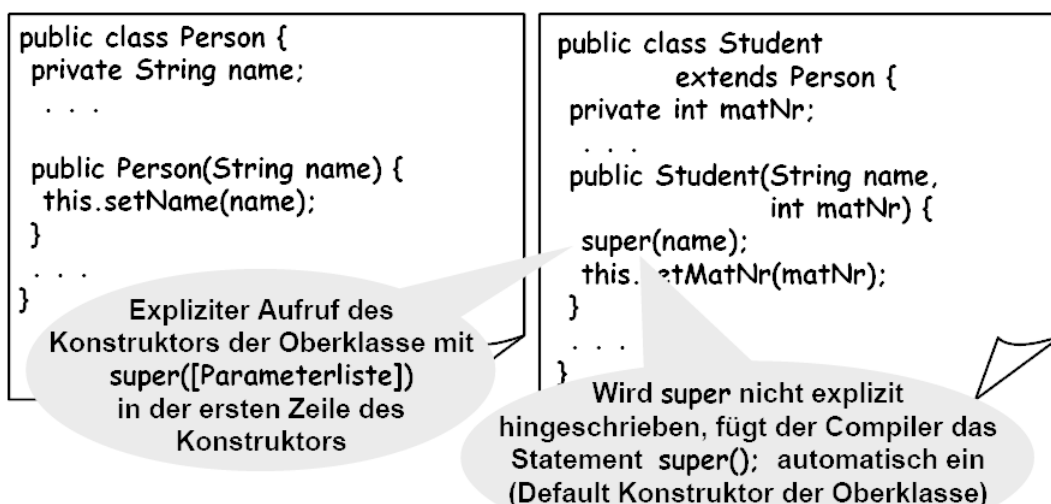 public class Person {
private String name;
. . .
public Person(String name) {
this.setName(name);
}
. . .
}
public class Student
extends Person {
private int matNr;
. . .
public Student(String name,
int matNr) {
super(name);
this. etMatNr(matNr);
}
. . .
}
Expliziter Aufruf des
Konstruktors der Oberklasse mit
super([Parameterliste])
in der ersten Zeile des
Konstruktors
Wird super nicht explizit
hingeschrieben, fügt der Compiler das
Statement super(); automatisch ein
(Default Konstruktor der Oberklasse)